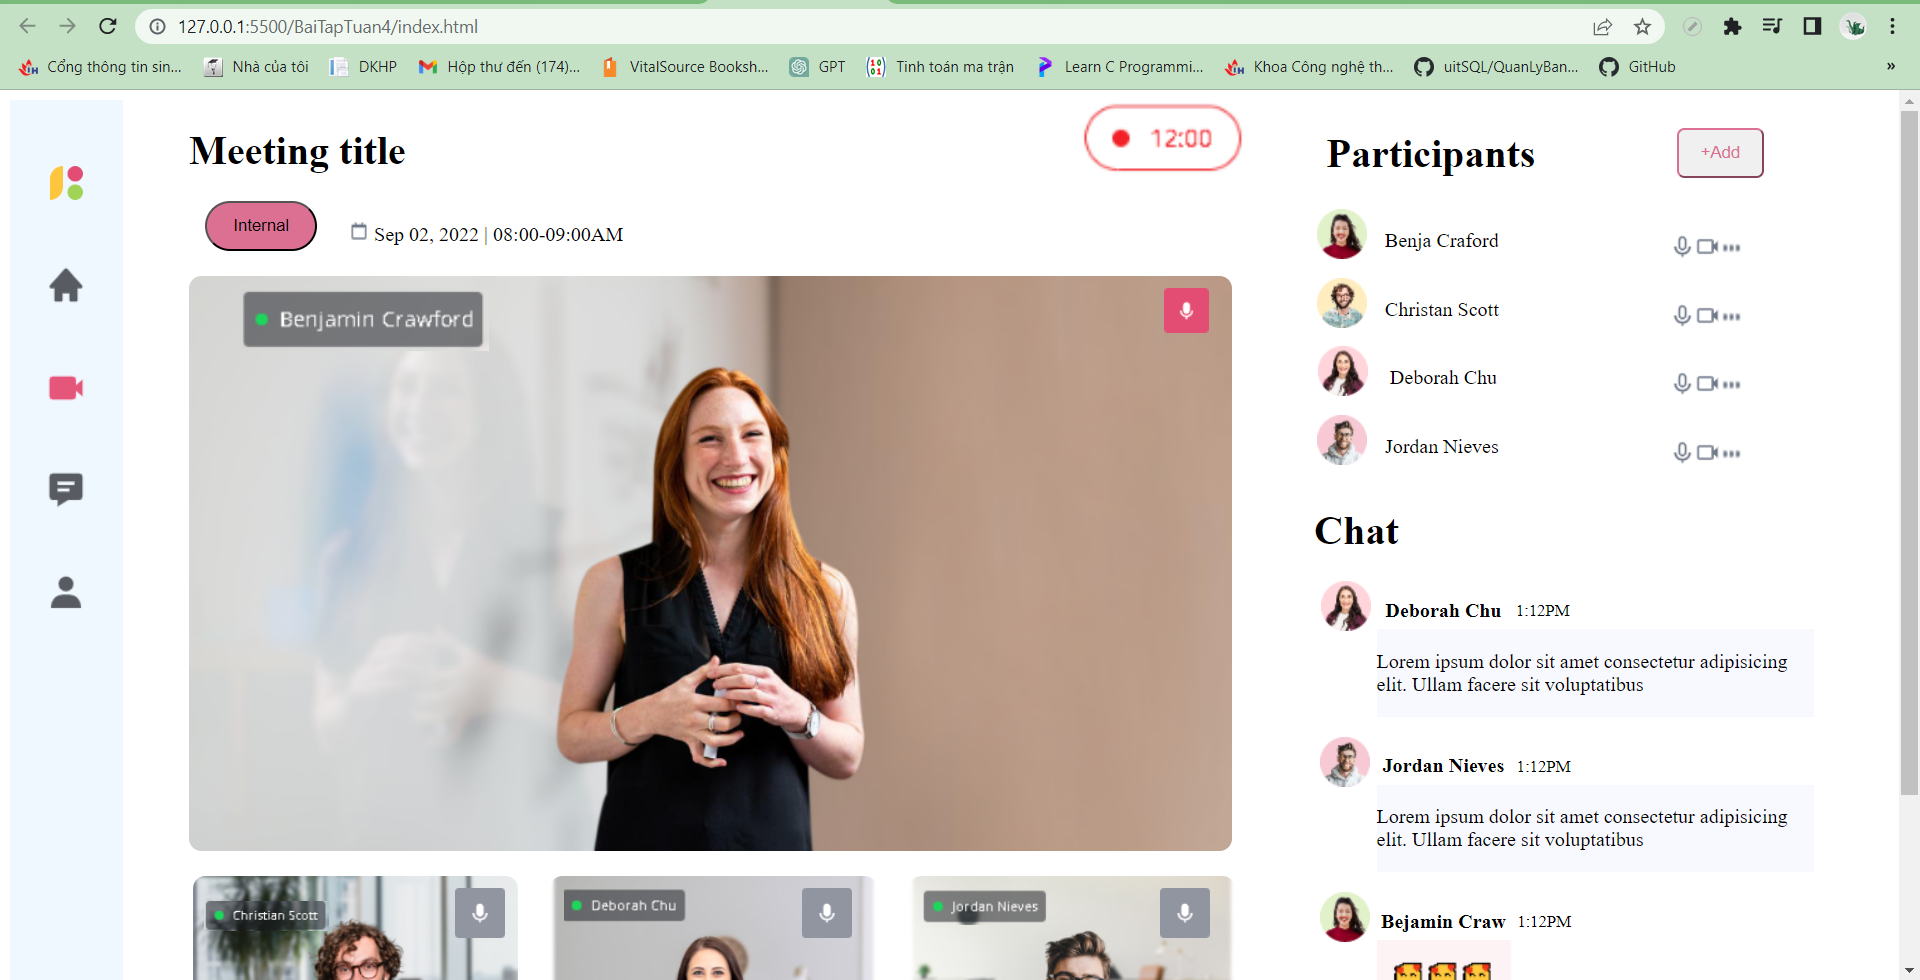 127.0.0.1:5500/BaiTapTuan4/index.html
Cổng thông tin sin...
Nhà của tôi
DKHP
Hộp thư đến (174)...
VitalSource Booksh...
GPT
Tinh toán ma trận
Learn C Programmi...
Khoa Công nghệ th...
uitSQL/QuanLyBan...
GitHub
»
Meeting title
12:00
Internal
Sep 02, 2022 | 08:00-09:00AM
Benjamin Crawford
Christian Scott
Deborah Chu
Jordan Nieves
Participants
+Add
Benja Craford
Christan Scott
Deborah Chu
Jordan Nieves
Chat
Deborah Chu 1:12PM
Lorem ipsum dolor sit amet consectetur adipisicing
elit. Ullam facere sit voluptatibus
Jordan Nieves 1:12PM
Lorem ipsum dolor sit amet consectetur adipisicing
elit. Ullam facere sit voluptatibus
Bejamin Craw 1:12PM